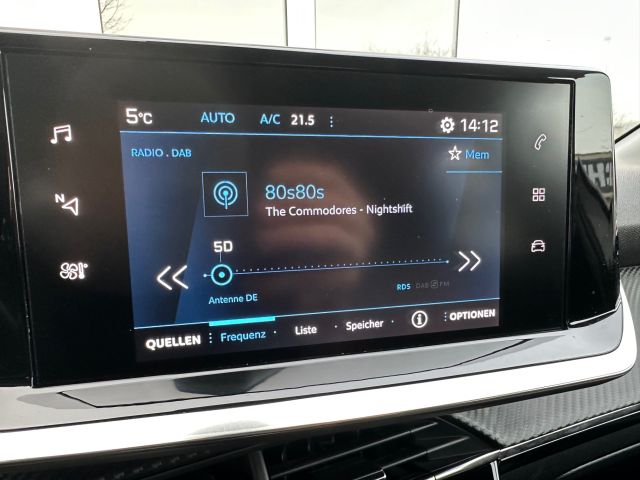 5°C AUTO A/C 21.5 14:12
RADIO . DAB Mem
80s80s
The Commodores - Nightshift
N
5D
Antenne DE
RDS DAB FM
QUELLEN Frequenz Liste Speicher OPTIONEN